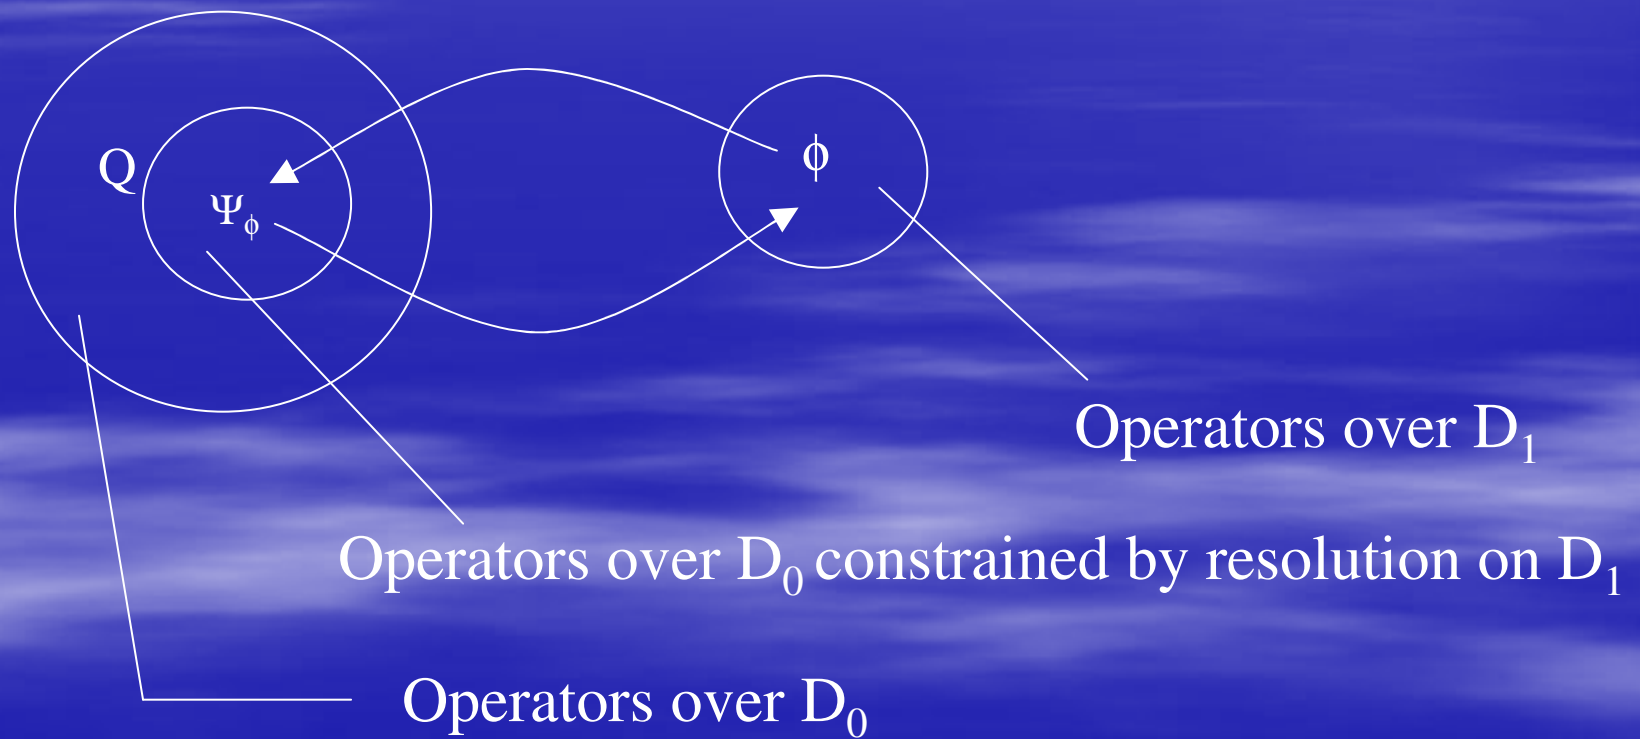 ϕ
Q
Ψϕ
Operators over D1
Operators over D0 constrained by resolution on D1
Operators over D0